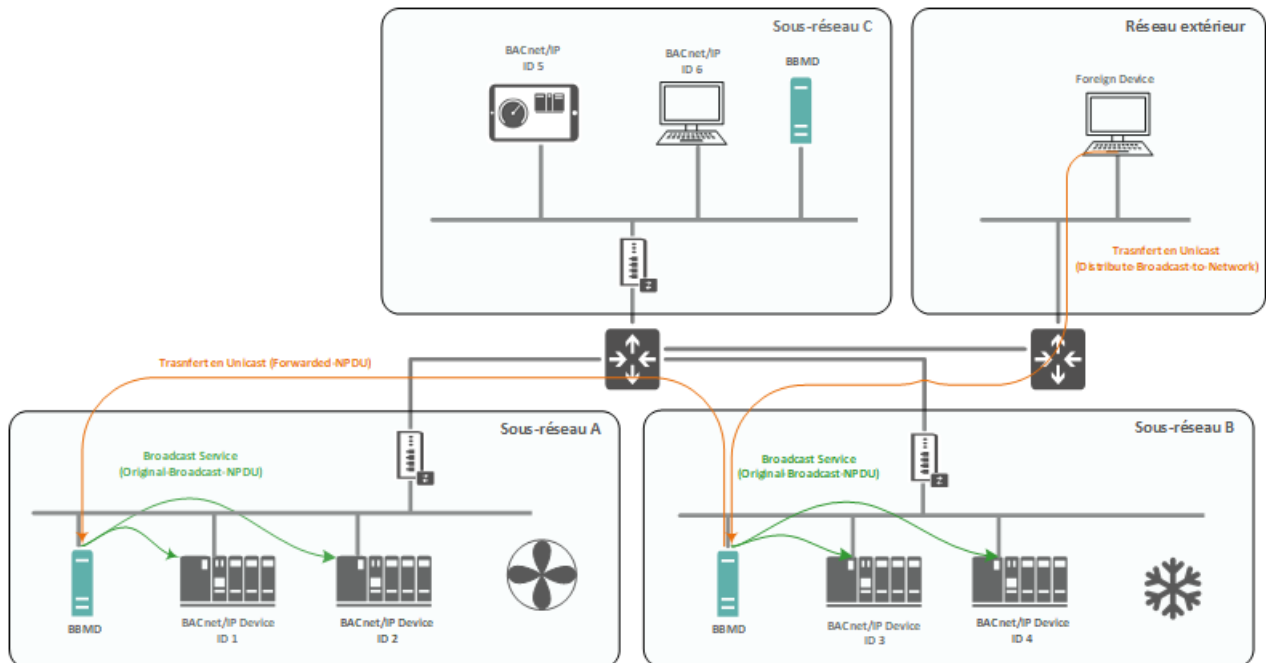 Sous-réseau C
BACnet/IP
ID 5
BACnet/IP
ID 6
BBMD
Réseau extérieur
Foreign Device
Trasnfert en Unicast
(Distribute-Broadcast-to-Network)
Trasnfert en Unicast (Forwarded-NPDU)
Sous-réseau A
Broadcast Service
(Original-Broadcast-NPDU)
BBMD
BACnet/IP Device
ID 1
BACnet/IP Device
ID 2
Sous-réseau B
Broadcast Service
(Original-Broadcast-NPDU)
BBMD
BACnet/IP Device
ID 3
BACnet/IP Device
ID 4